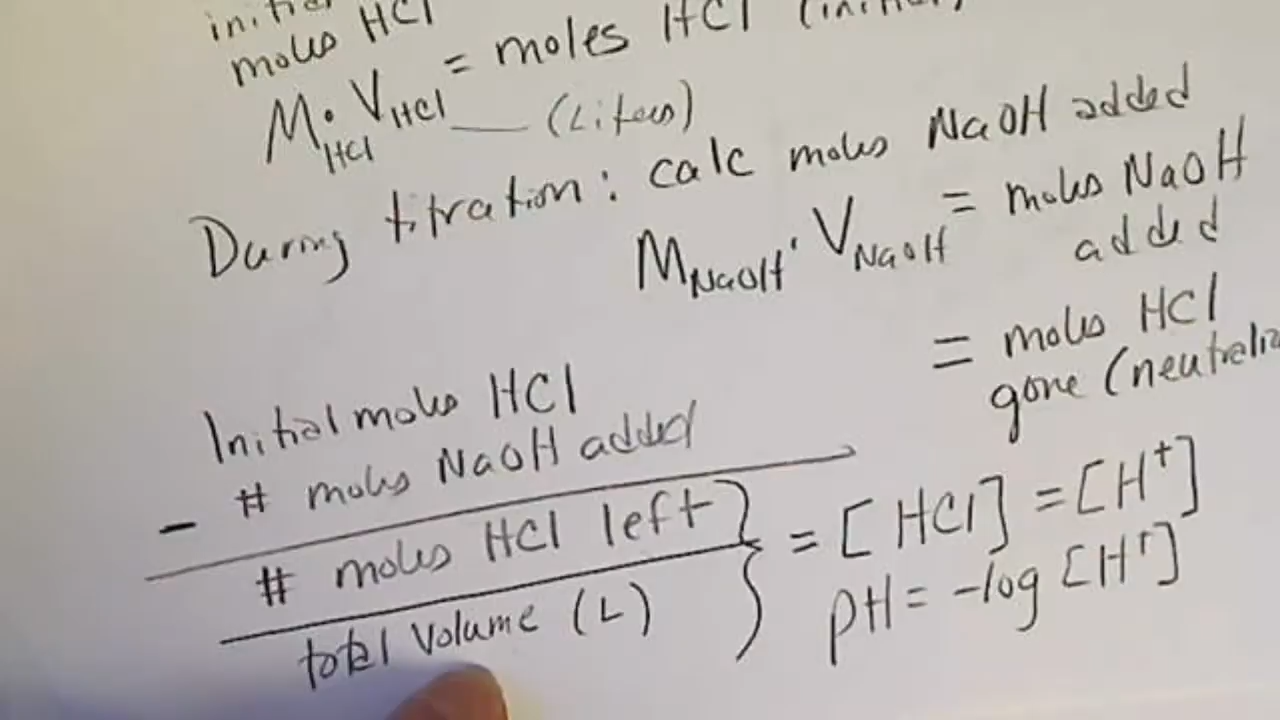 moles HCl
M HCl · V HCl = moles HCl
(Liters)
During titration: calc moles NaOH added
M NaOH · V NaOH = moles NaOH
added
= moles HCl
gone (neutraliz
Initial moles HCl
- # moles NaOH added
# moles HCl left = [HCl] = [H+]
total Volume (L)
pH = -log [H+]